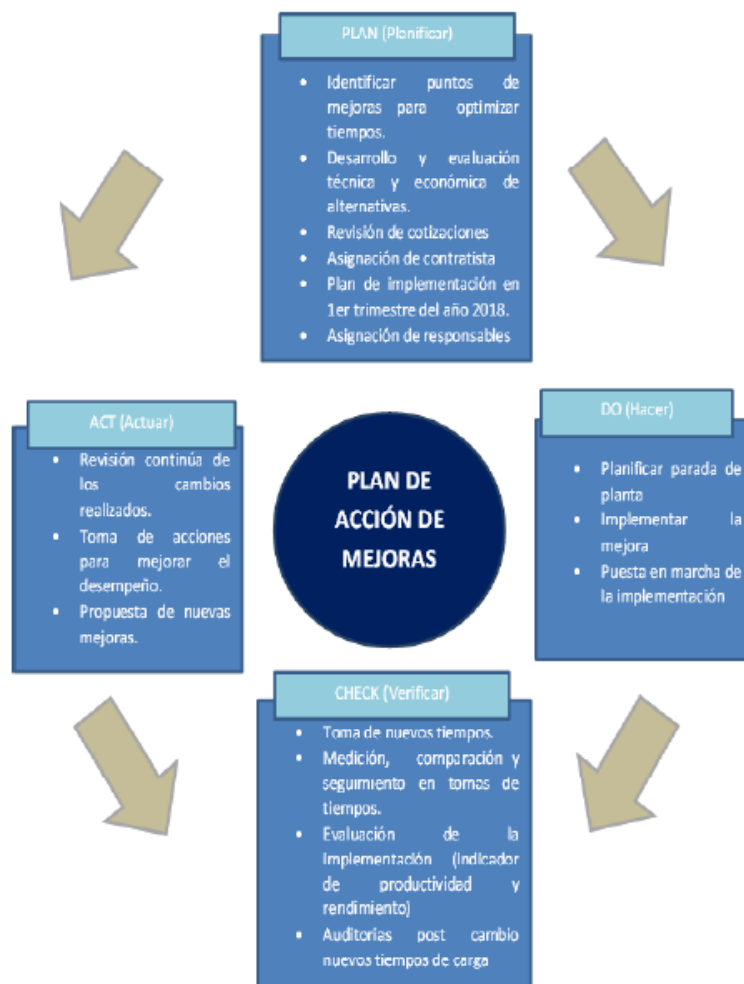 PLAN (Planificar)
• Identificar puntos de
mejoras para optimizar
tiempos.
• Desarrollo y evaluación
técnica y económica de
alternativas.
• Revisión de cotizaciones
• Asignación de contratista
• Plan de implementación en
1er trimestre del año 2018.
• Asignación de responsables
ACT (Actuar)
• Revisión continúa de
los cambios
realizados.
• Toma de acciones
para mejorar el
desempeño.
• Propuesta de nuevas
mejoras.
PLAN DE
ACCIÓN DE
MEJORAS
DO (Hacer)
• Planificar parada de
planta
• Implementar la
mejora
• Puesta en marcha de
la implementación
CHECK (Verificar)
• Toma de nuevos tiempos.
• Medición, comparación y
seguimiento en tomas de
tiempos.
• Evaluación de la
Implementación (indicador
de productividad y
rendimiento)
• Auditorias post cambio
nuevos tiempos de carga